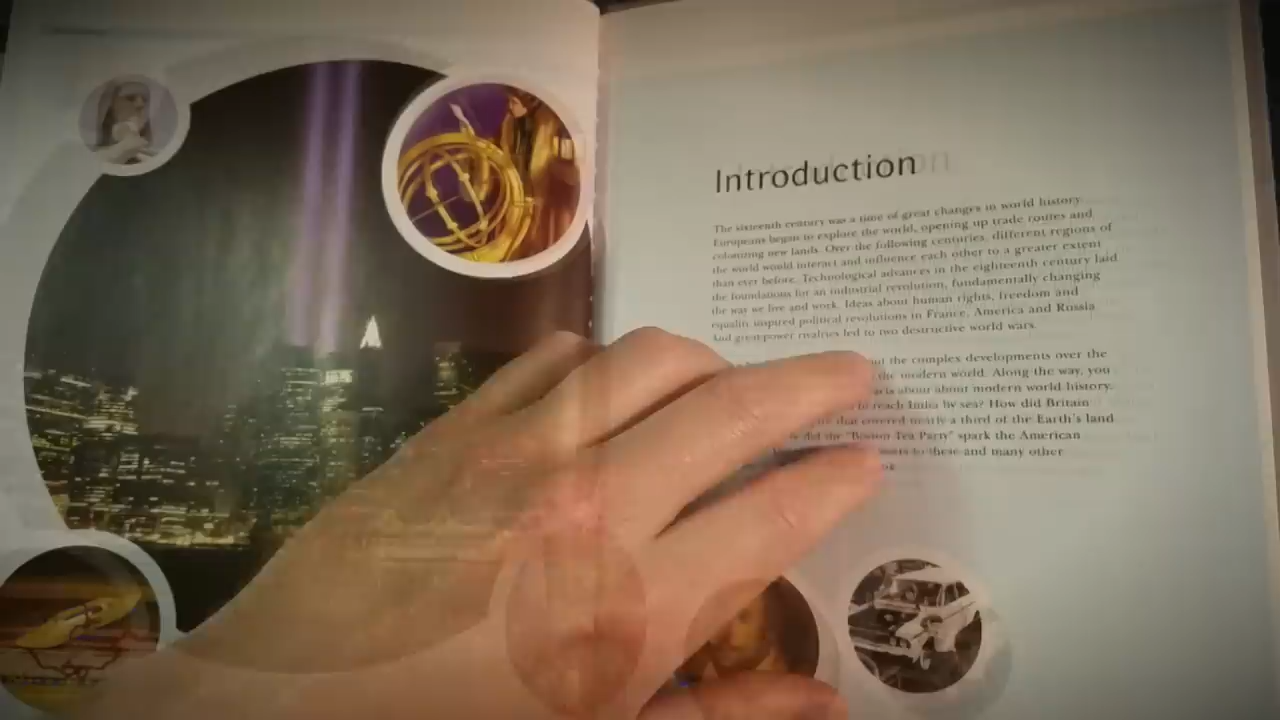 Introduction
The sixteenth century was a time of great changes in world history.
Europeans began to explore the world, opening up trade routes and
colonizing new lands. Over the following centuries, different regions of
the world would interact and influence each other to a greater extent
than ever before. Technological advances in the eighteenth century laid
the foundations for an industrial revolution, fundamentally changing
the way we live and work. Ideas about human rights, freedom and
equality inspired political revolutions in France, America and Russia.
And great-power rivalries led to two destructive world wars.
the complex developments over the
the modern world. Along the way, you
about about modern world history.
to reach India by sea? How did Britain
that covered nearly a third of the Earth's land
did the "Boston Tea Party" spark the American
to these and many other